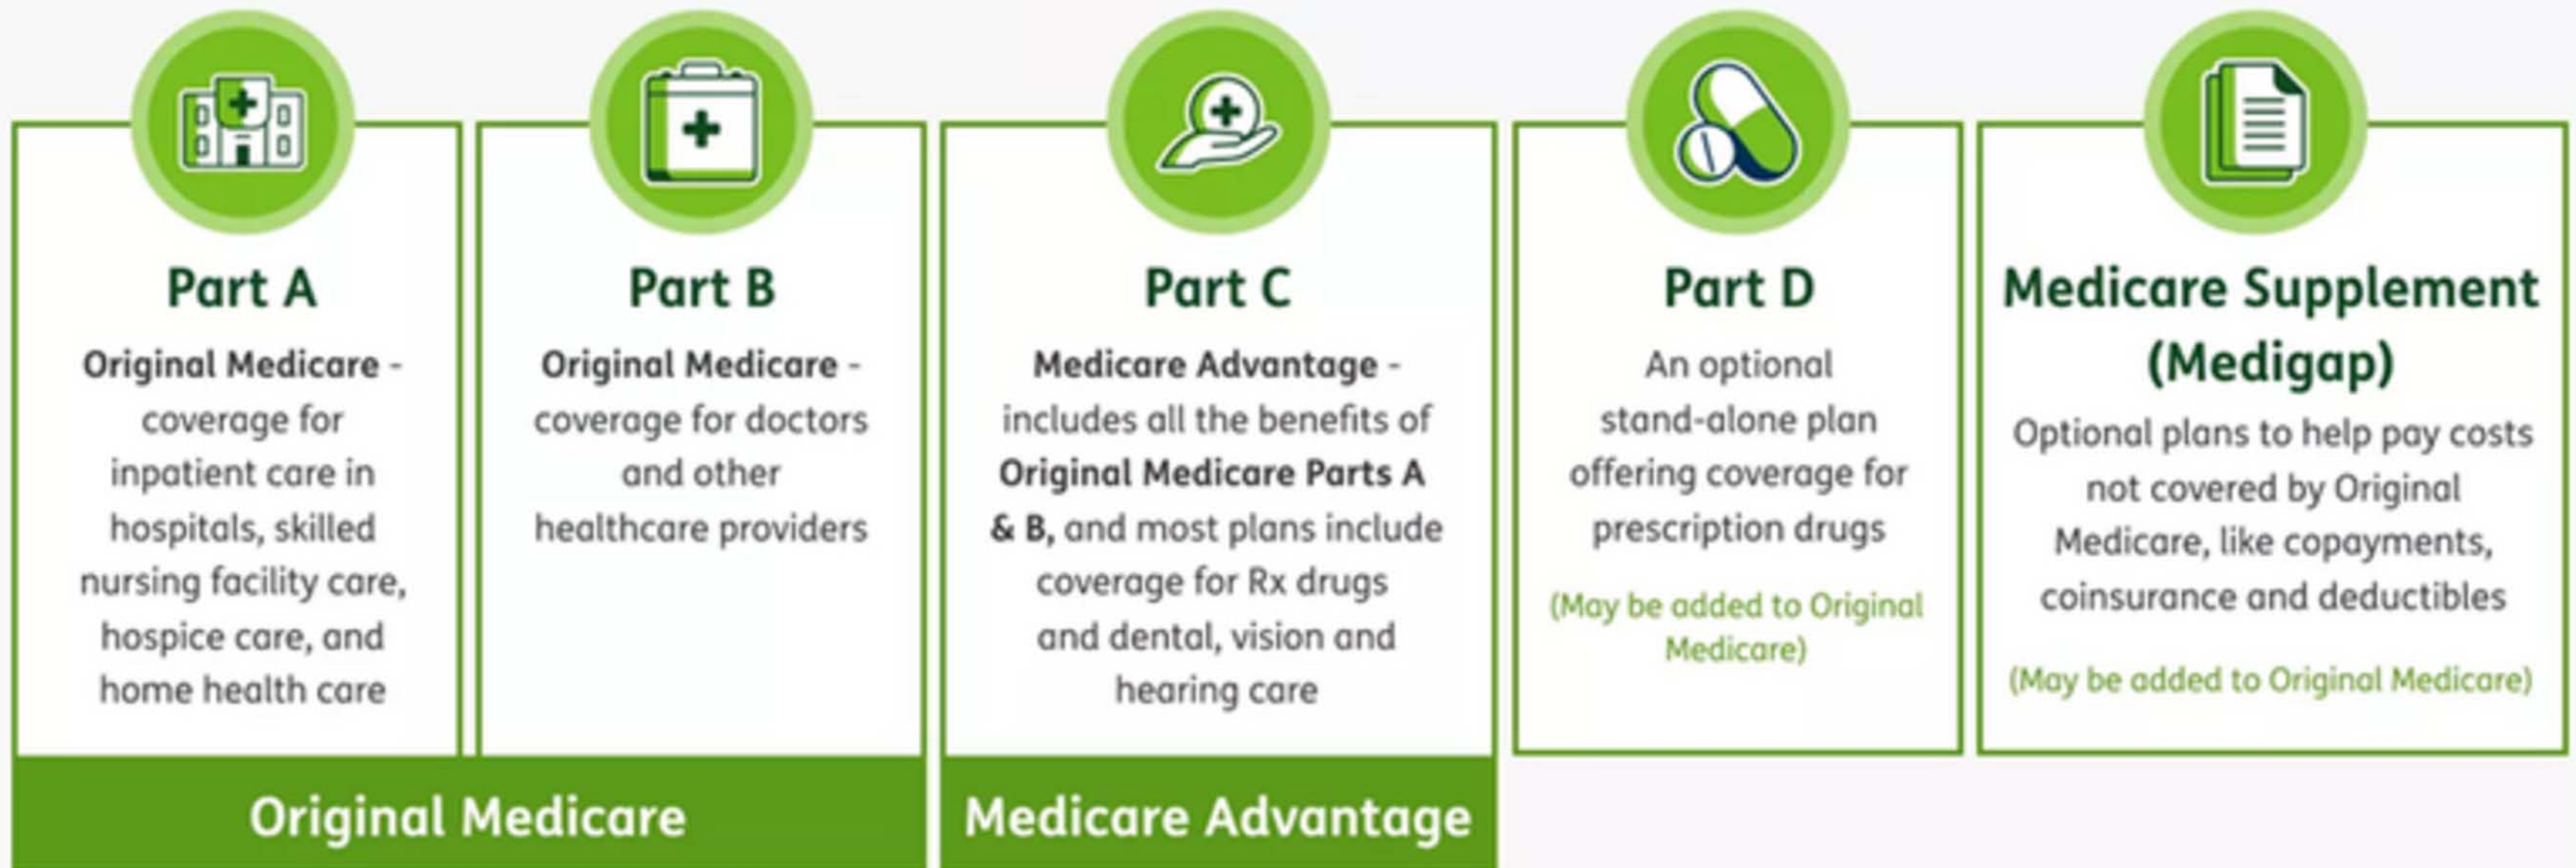 Part A
Original Medicare -
coverage for
inpatient care in
hospitals, skilled
nursing facility care,
hospice care, and
home health care
Part B
Original Medicare -
coverage for doctors
and other
healthcare providers
Original Medicare
Part C
Medicare Advantage -
includes all the benefits of
Original Medicare Parts A
& B, and most plans include
coverage for Rx drugs
and dental, vision and
hearing care
Medicare Advantage
Part D
An optional
stand-alone plan
offering coverage for
prescription drugs
(May be added to Original
Medicare)
Medicare Supplement
(Medigap)
Optional plans to help pay costs
not covered by Original
Medicare, like copayments,
coinsurance and deductibles
(May be added to Original Medicare)